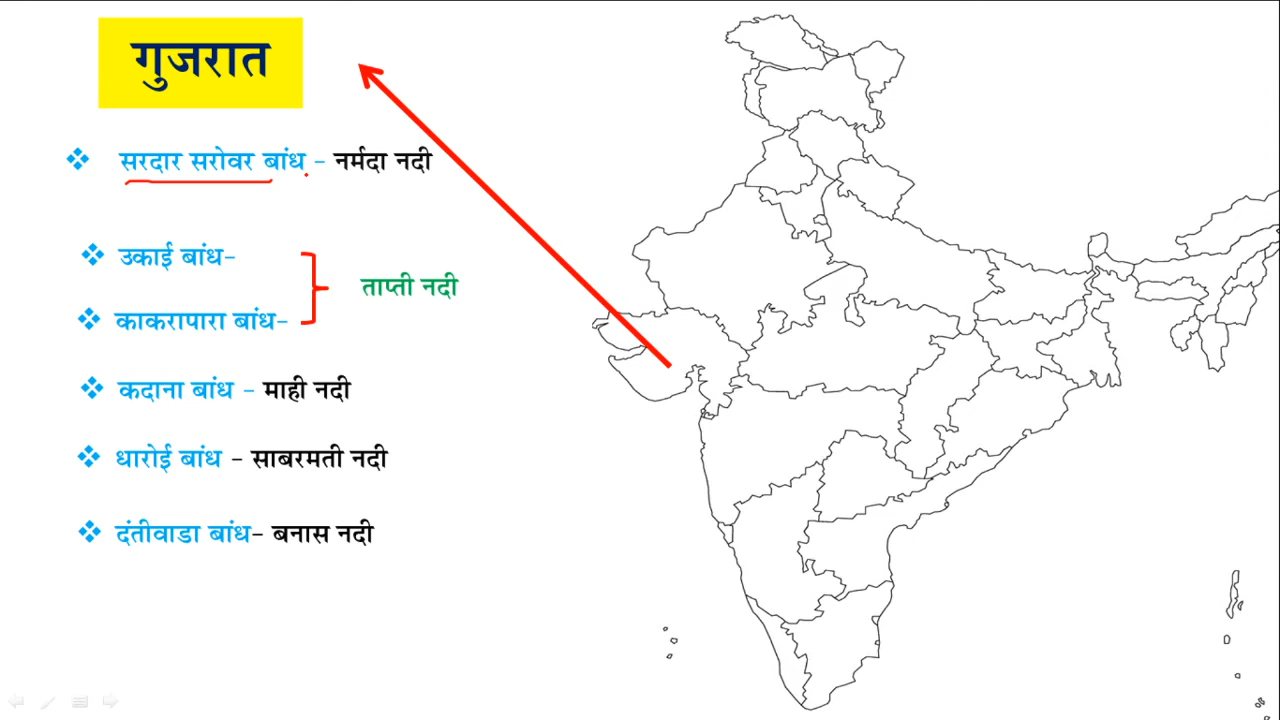 गुजरात
सरदार सरोवर बांध - नर्मदा नदी
उकाई बांध-
ताप्ती नदी
काकरापारा बांध-
कदाना बांध - माही नदी
धारोई बांध - साबरमती नदी
दंतीवाडा बांध- बनास नदी